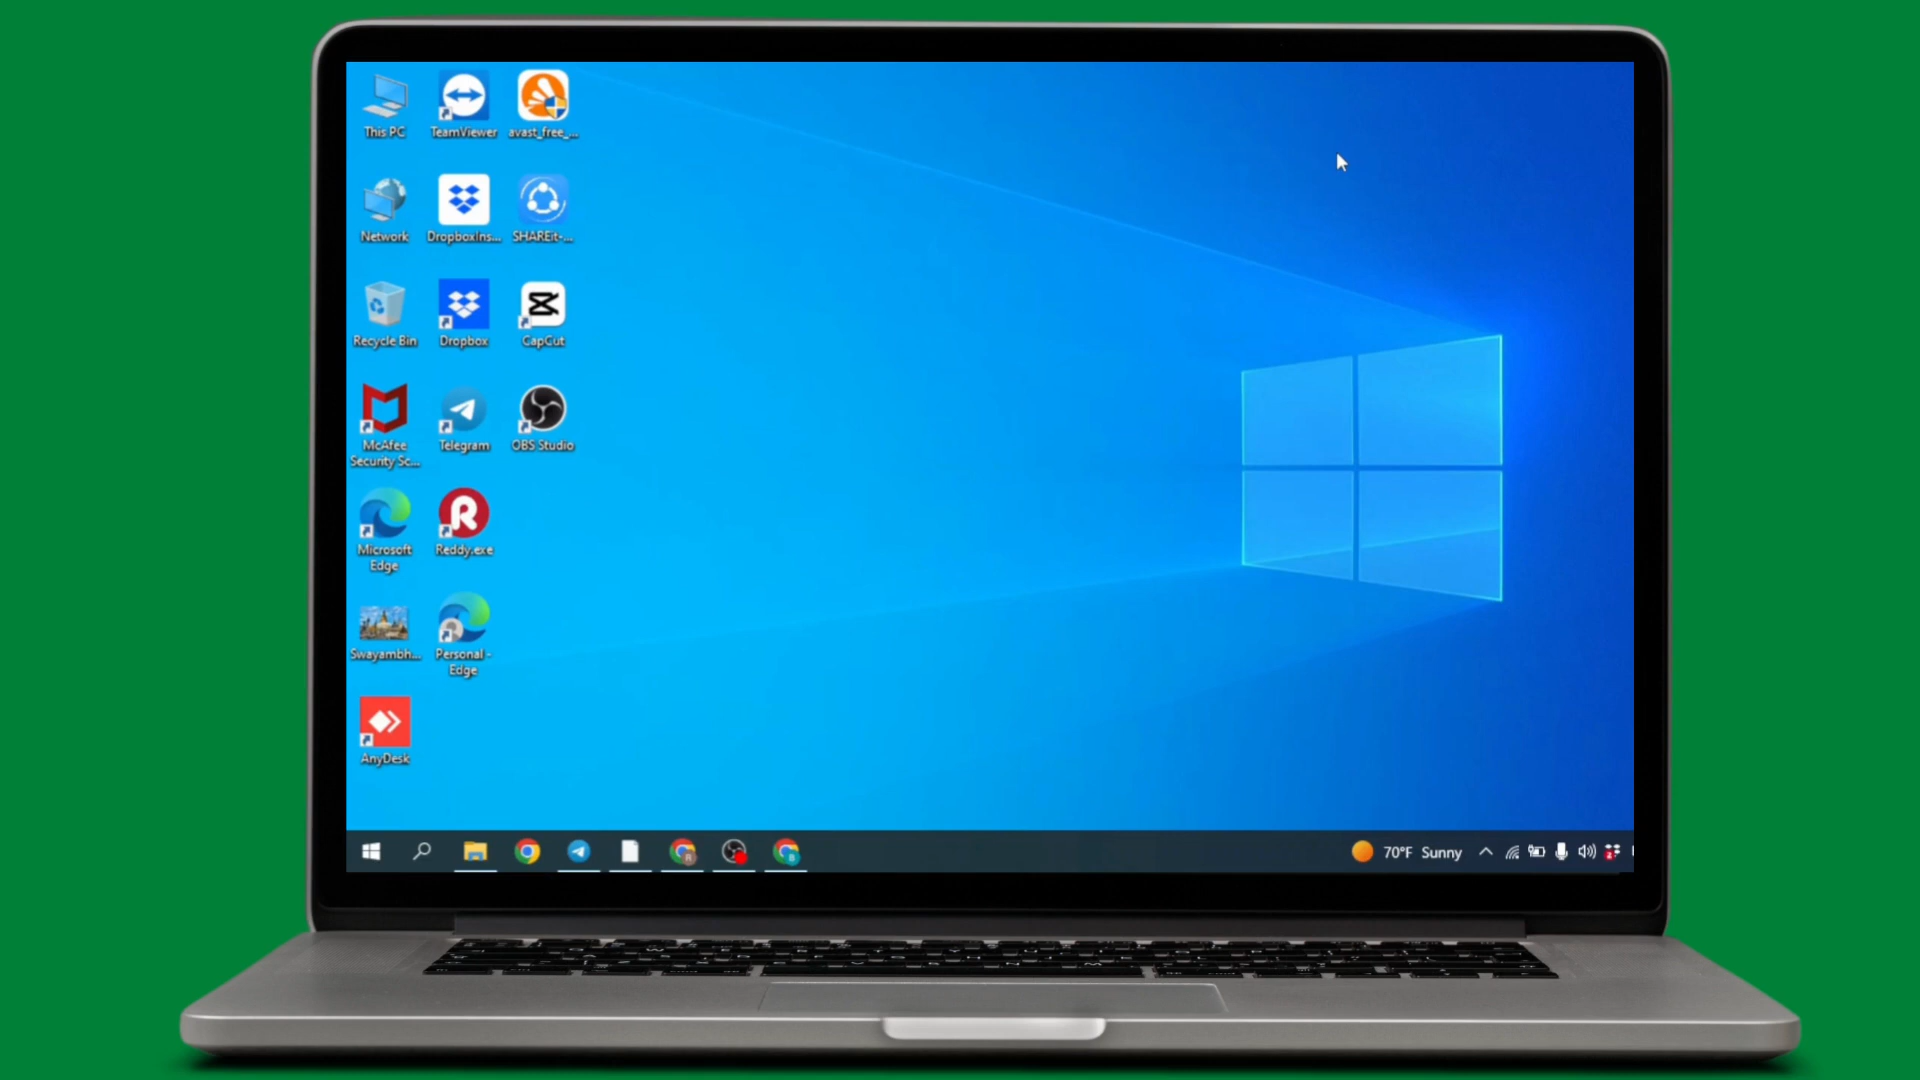 This PC
TeamViewer
avast_free_...
Network
DropboxIns...
SHAREit-...
Recycle Bin
Dropbox
CapCut
McAfee
Security Sc...
Telegram
OBS Studio
Microsoft
Edge
Reddy.exe
Swayambh...
Personal -
Edge
AnyDesk
70°F Sunny